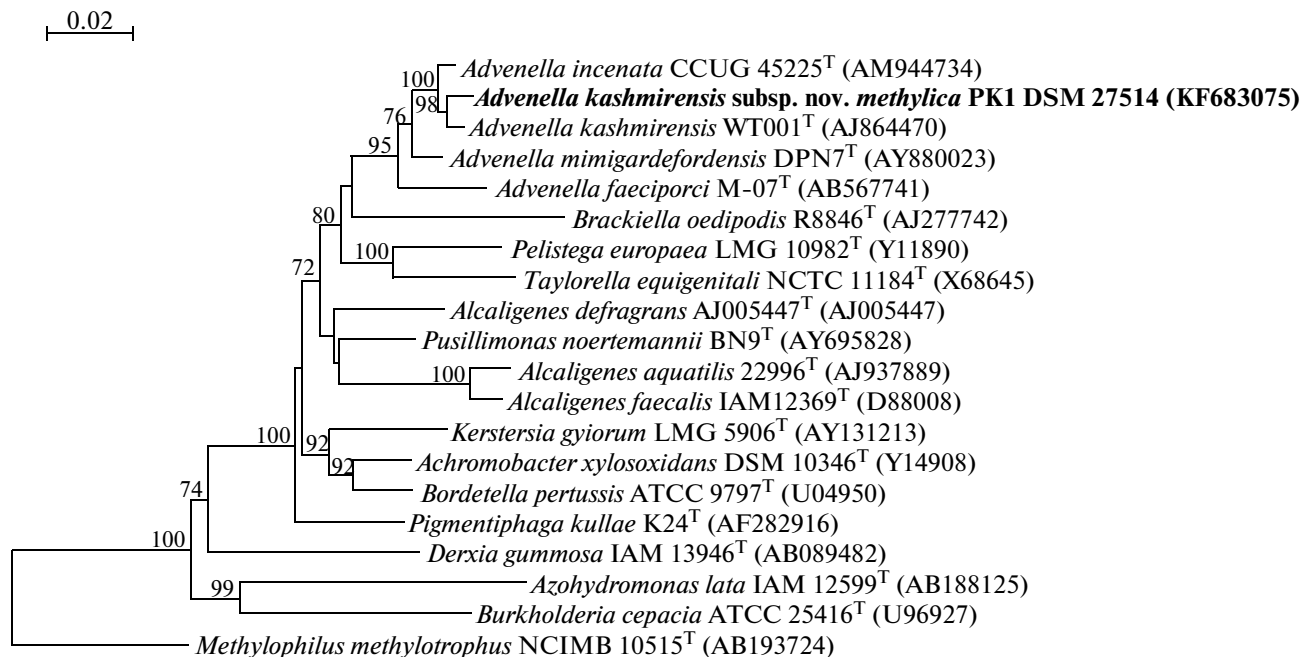 0.02
Advenella incenata CCUG 45225T (AM944734)
100
Advenella kashmirensis subsp. nov. methylica PK1 DSM 27514 (KF683075)
98
76
Advenella kashmirensis WT001T (AJ864470)
95
Advenella mimigardefordensis DPN7T (AY880023)
Advenella faeciporci M-07T (AB567741)
80
Brackiella oedipodis R8846T (AJ277742)
100
Pelistega europaea LMG 10982T (Y11890)
72
Taylorella equigenitali NCTC 11184T (X68645)
Alcaligenes defragrans AJ005447T (AJ005447)
Pusillimonas noertemannii BN9T (AY695828)
100
Alcaligenes aquatilis 22996T (AJ937889)
Alcaligenes faecalis IAM12369T (D88008)
100
92
Kerstersia gyiorum LMG 5906T (AY131213)
92
Achromobacter xylosoxidans DSM 10346T (Y14908)
74
Bordetella pertussis ATCC 9797T (U04950)
Pigmentiphaga kullae K24T (AF282916)
100
Derxia gummosa IAM 13946T (AB089482)
99
Azohydromonas lata IAM 12599T (AB188125)
Burkholderia cepacia ATCC 25416T (U96927)
Methylophilus methylotrophus NCIMB 10515T (AB193724)